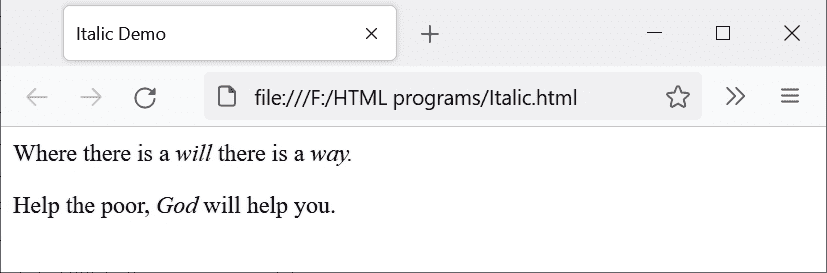 Italic Demo
file:///F:/HTML programs/Italic.html
Where there is a will there is a way.
Help the poor, God will help you.